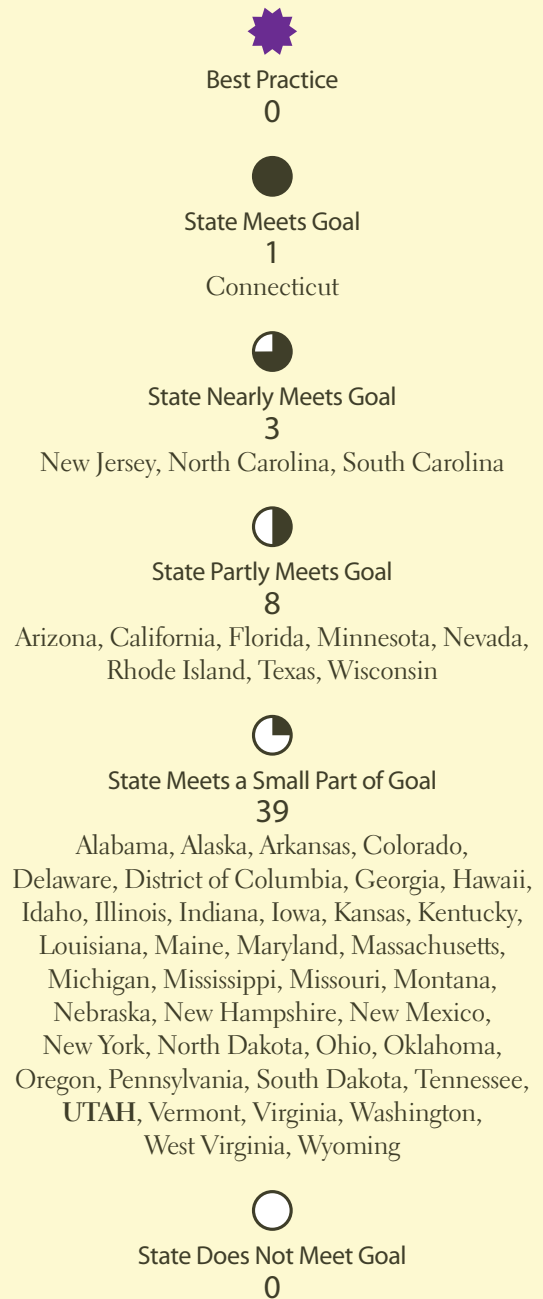 Best Practice
0
State Meets Goal
1
Connecticut
State Nearly Meets Goal
3
New Jersey, North Carolina, South Carolina
State Partly Meets Goal
8
Arizona, California, Florida, Minnesota, Nevada,
Rhode Island, Texas, Wisconsin
State Meets a Small Part of Goal
39
Alabama, Alaska, Arkansas, Colorado,
Delaware, District of Columbia, Georgia, Hawaii,
Idaho, Illinois, Indiana, Iowa, Kansas, Kentucky,
Louisiana, Maine, Maryland, Massachusetts,
Michigan, Mississippi, Missouri, Montana,
Nebraska, New Hampshire, New Mexico,
New York, North Dakota, Ohio, Oklahoma,
Oregon, Pennsylvania, South Dakota, Tennessee,
UTAH, Vermont, Virginia, Washington,
West Virginia, Wyoming
State Does Not Meet Goal
0